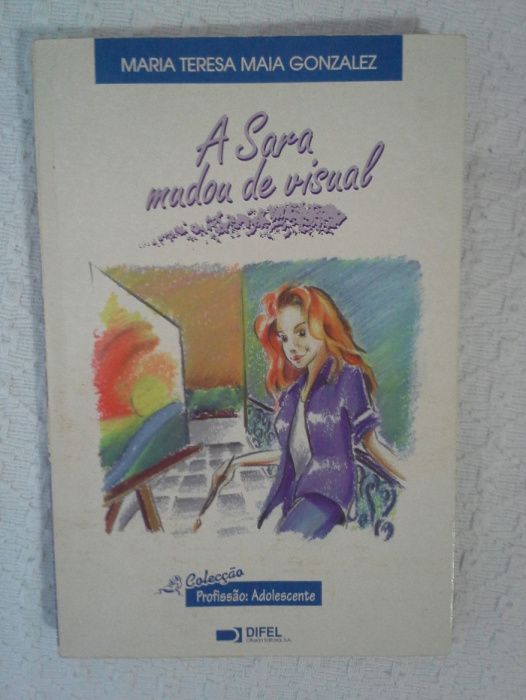 MARIA TERESA MAIA GONZALEZ
A Sara
mudou de visual
Colecção
Profissão: Adolescente
DIFEL